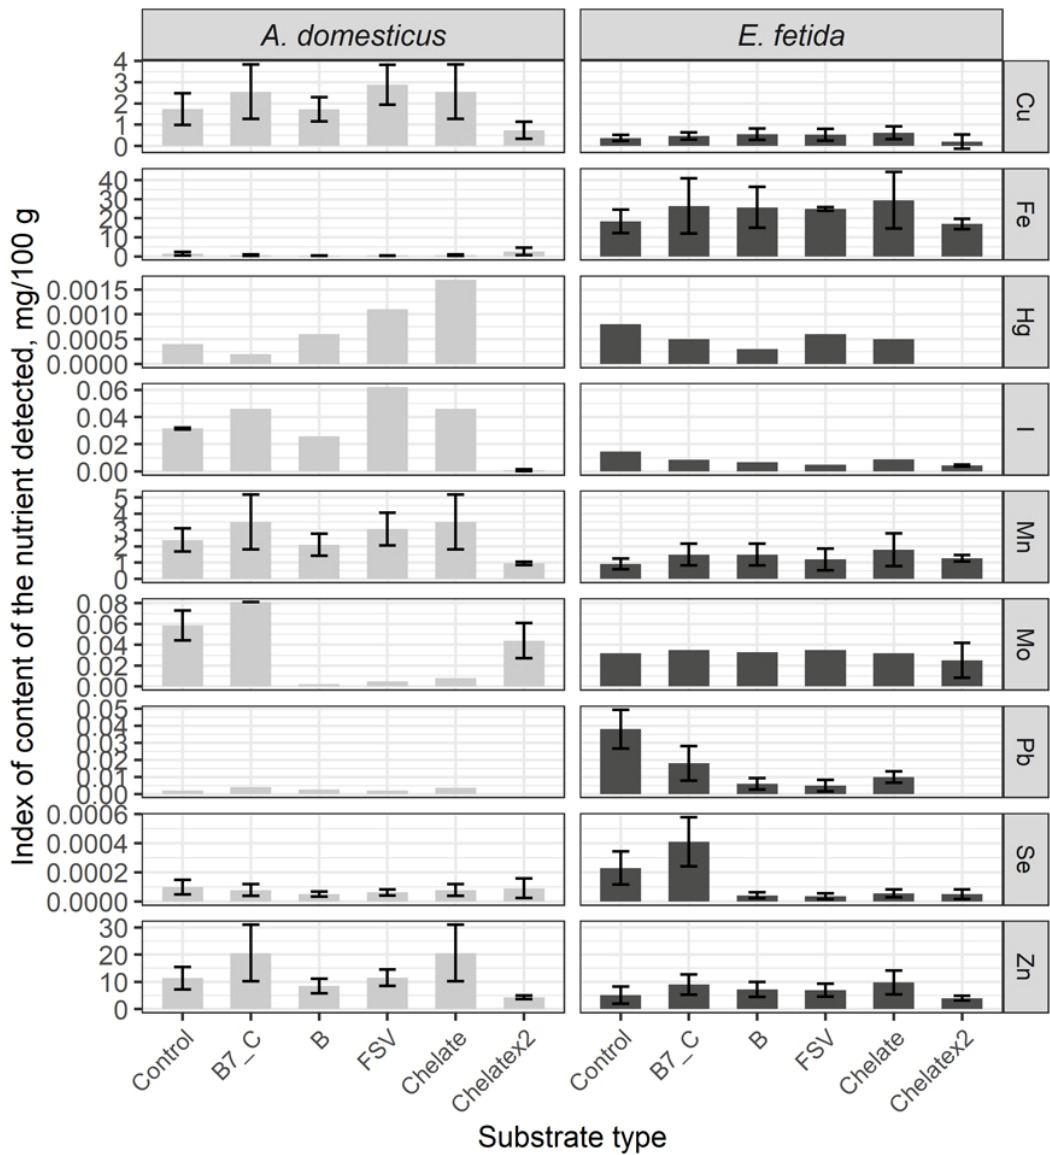 A. domesticus
E. fetida
Index of content of the nutrient detected, mg/100 g
4
3
2
1
0
Cu
40
30
20
10
0
Fe
0.0015
0.0010
0.0005
0.0000
Hg
0.06
0.04
0.02
0.00
I
5
4
3
2
1
0
Mn
0.08
0.06
0.04
0.02
0.00
Mo
0.05
0.04
0.03
0.02
0.01
0.00
Pb
0.0006
0.0004
0.0002
0.0000
Se
30
20
10
0
Zn
Control
B7_C
B
FSV
Chelate
Chelatex2
Control
B7_C
B
FSV
Chelate
Chelatex2
Substrate type